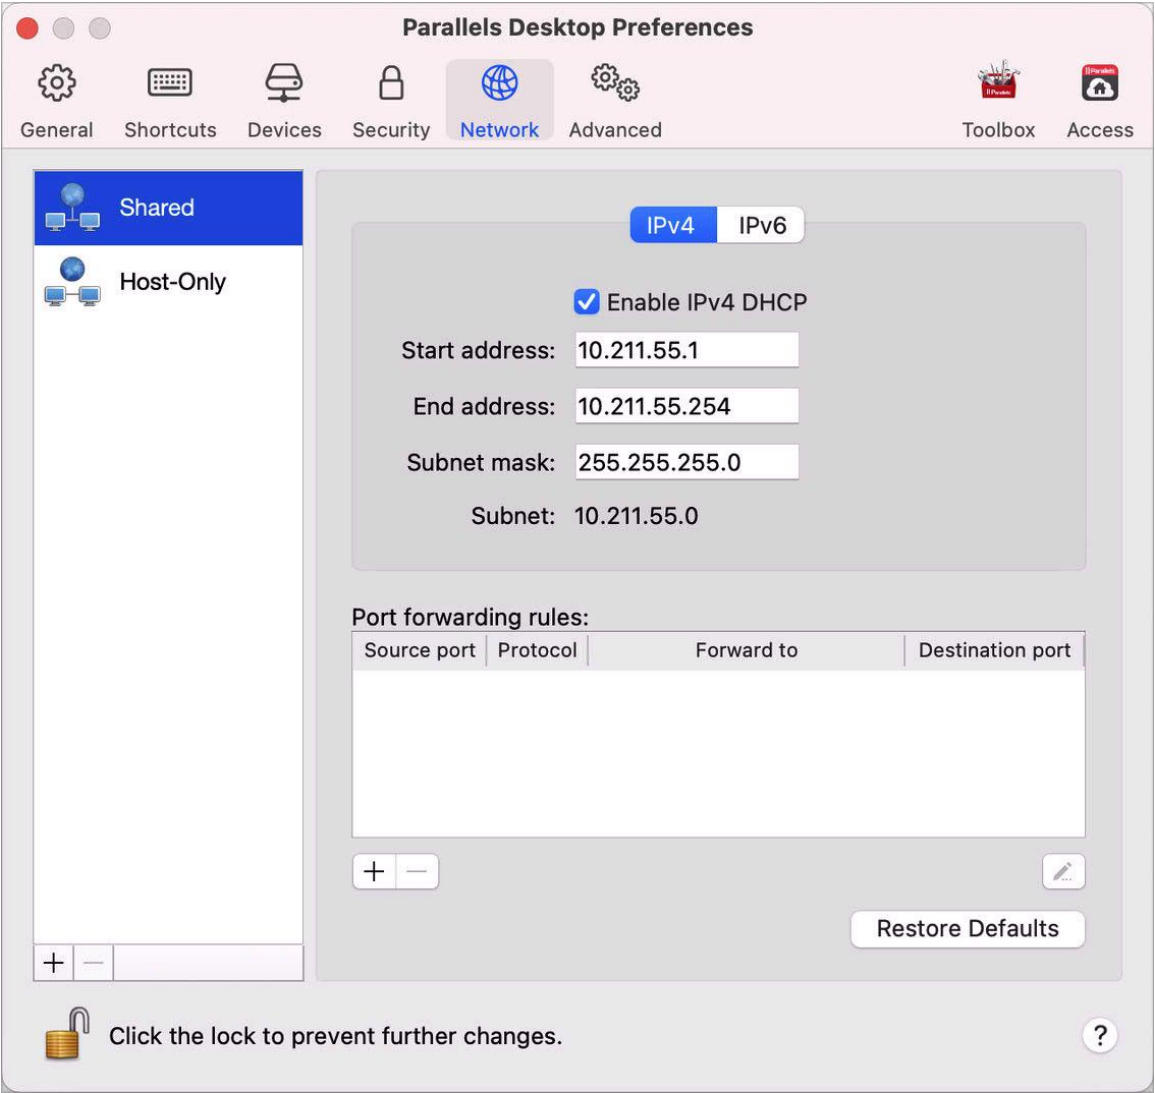 Parallels Desktop Preferences
General Shortcuts Devices Security Network Advanced Toolbox Access
Shared
Host-Only
IPv4 IPv6
Enable IPv4 DHCP
Start address: 10.211.55.1
End address: 10.211.55.254
Subnet mask: 255.255.255.0
Subnet: 10.211.55.0
Port forwarding rules:
Source port Protocol Forward to Destination port
Restore Defaults
Click the lock to prevent further changes. ?